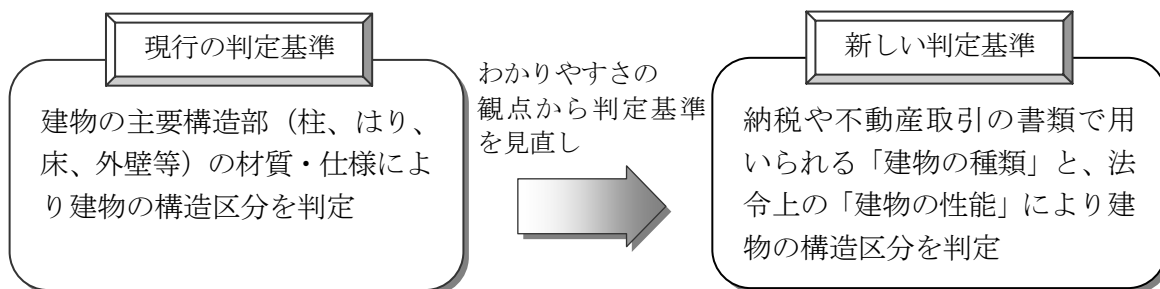 現行の判定基準
建物の主要構造部（柱、はり、
床、外壁等）の材質・仕様によ
り建物の構造区分を判定
わかりやすさの
観点から判定基準
を見直し
新しい判定基準
納税や不動産取引の書類で用
いられる「建物の種類」と、法
令上の「建物の性能」により建
物の構造区分を判定